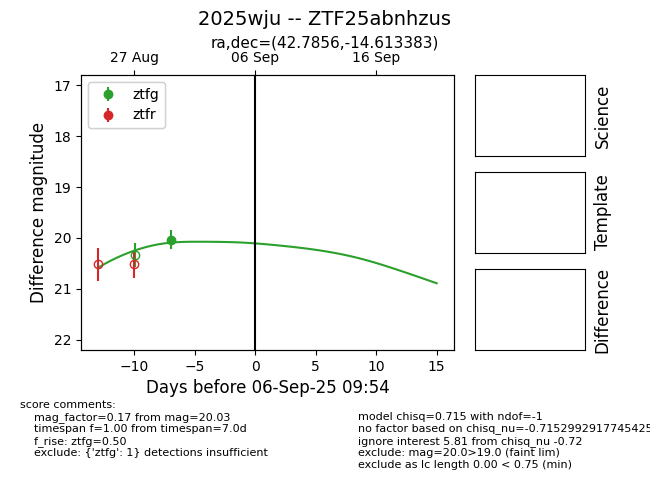 2025wju -- ZTF25abnhzus
ra,dec=(42.7856,-14.613383)
27 Aug
06 Sep
16 Sep
ztfg
ztfr
17
18
19
20
21
22
Difference magnitude
−10
−5
0
5
10
15
Days before 06-Sep-25 09:54
Science
Template
Difference
score comments:
mag_factor=0.17 from mag=20.03
timespan f=1.00 from timespan=7.0d
f_rise: ztfg=0.50
exclude: {'ztfg': 1} detections insufficient
model chisq=0.715 with ndof=-1
no factor based on chisq_nu=-0.7152992917745425
ignore interest 5.81 from chisq_nu -0.72
exclude: mag=20.0>19.0 (faint lim)
exclude as lc length 0.00 < 0.75 (min)